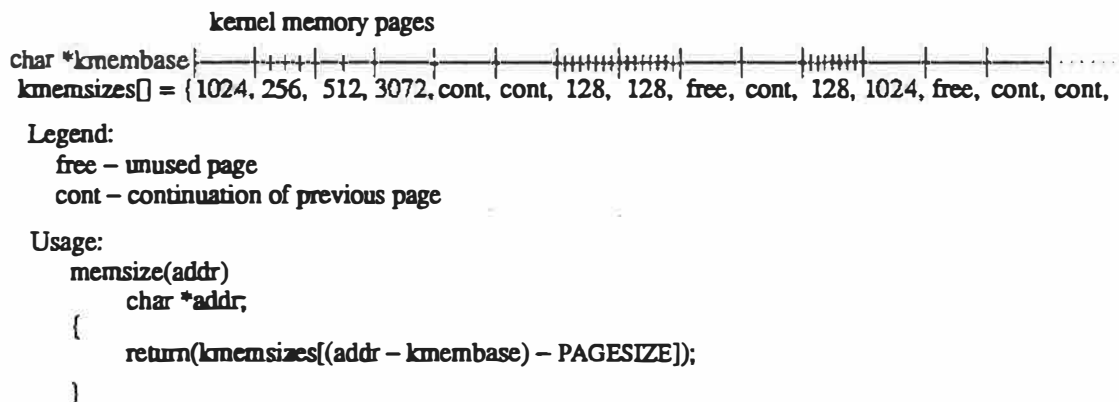 kernel memory pages
char *kmembase
kmemsizes[] = {1024, 256, 512, 3072, cont, cont, 128, 128, free, cont, 128, 1024, free, cont, cont,
Legend:
free – unused page
cont – continuation of previous page
Usage:
memsize(addr)
char *addr;
{
return(kmemsizes[(addr – kmembase) – PAGESIZE]);
}